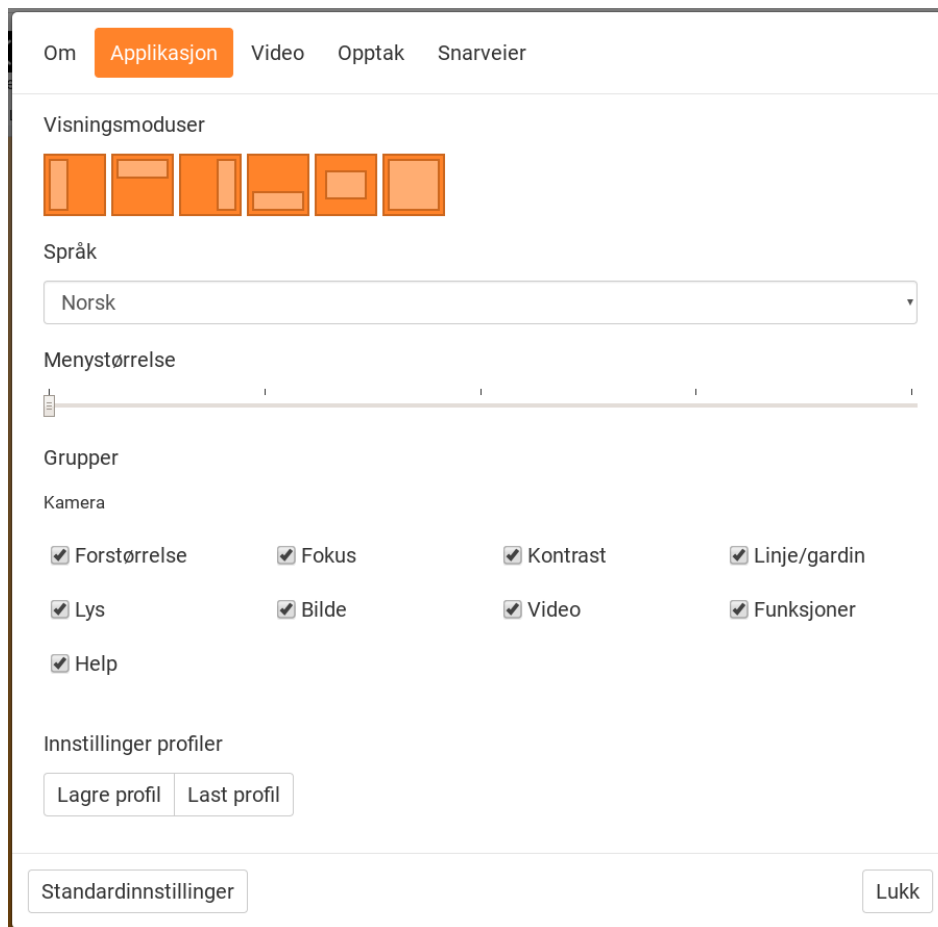 Om Applikasjon Video Opptak Snarveier
Visningsmoduser
Språk
Norsk
Menystørrelse
Grupper
Kamera
Forstørrelse Fokus Kontrast Linje/gardin
Lys Bilde Video Funksjoner
Help
Innstillinger profiler
Lagre profil Last profil
Standardinnstillinger Lukk